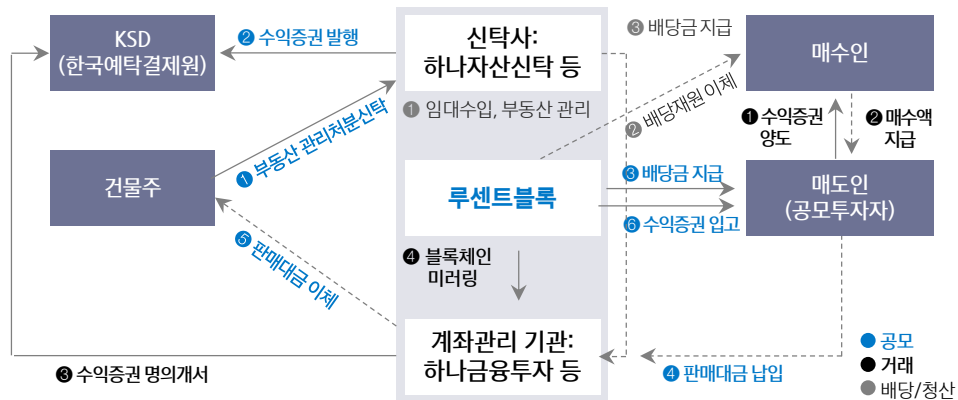 KSD
(한국예탁결제원)
❷ 수익증권 발행
신탁사:
하나자산신탁 등
❸ 배당금 지급
매수인
❶ 임대수입, 부동산 관리
❷ 배당재원 이체
❶ 부동산 관리처분신탁
❶ 수익증권
양도
❷ 매수액
지급
건물주
루센트블록
❸ 배당금 지급
❻ 수익증권 입고
매도인
(공모투자자)
❺ 판매대금 이체
❹ 블록체인
미러링
계좌관리 기관:
하나금융투자 등
❸ 수익증권 명의개서
❹ 판매대금 납입
● 공모
● 거래
● 배당/청산